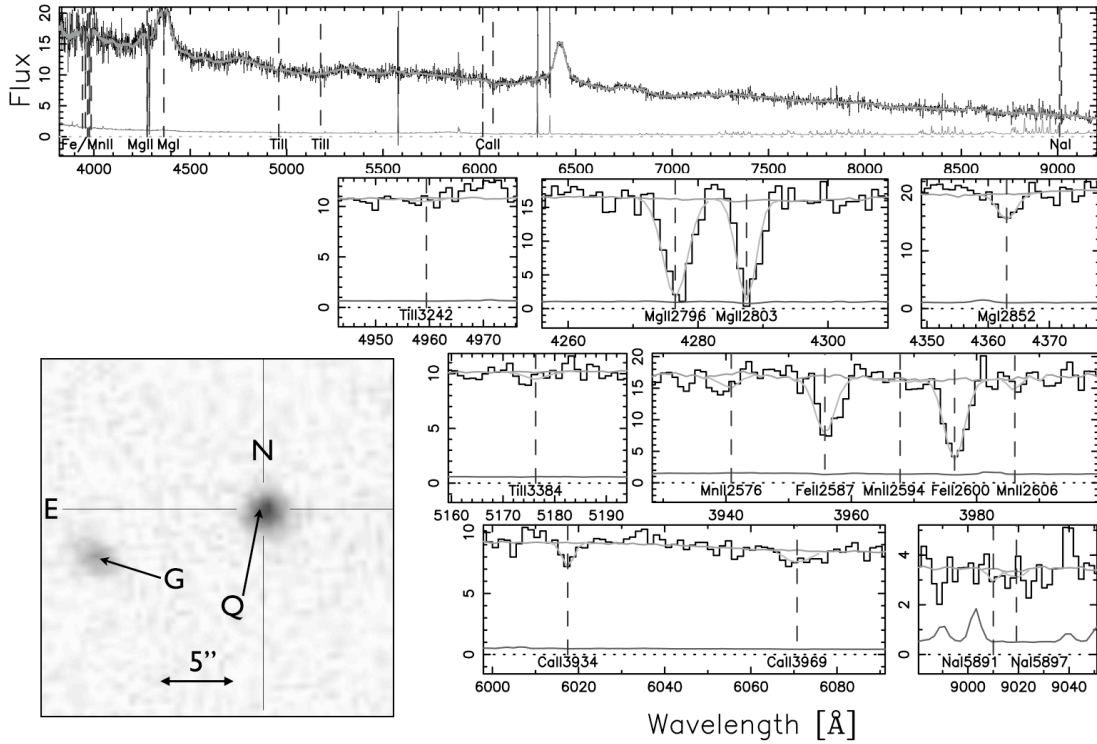 20
15
10
5
0
Flux
Fe/MnII MgII MgI TiII TiII CaII NaI
4000 4500 5000 5500 6000 6500 7000 7500 8000 8500 9000
10
5
0
TiII3242
4950 4960 4970
15
10
5
0
MgII2796 MgII2803
4260 4280 4300
20
10
0
MgI2852
4350 4360 4370
10
5
0
TiII3384
5160 5170 5180 5190
20
15
10
5
0
MnII2576 FeII2587 MnII2594 FeII2600 MnII2606
3940 3960 3980
10
5
0
CaII3934 CaII3969
6000 6020 6040 6060 6080
4
2
0
NaI5891 NaI5897
9000 9020 9040
Wavelength [Å]
N
E
G
Q
5’’